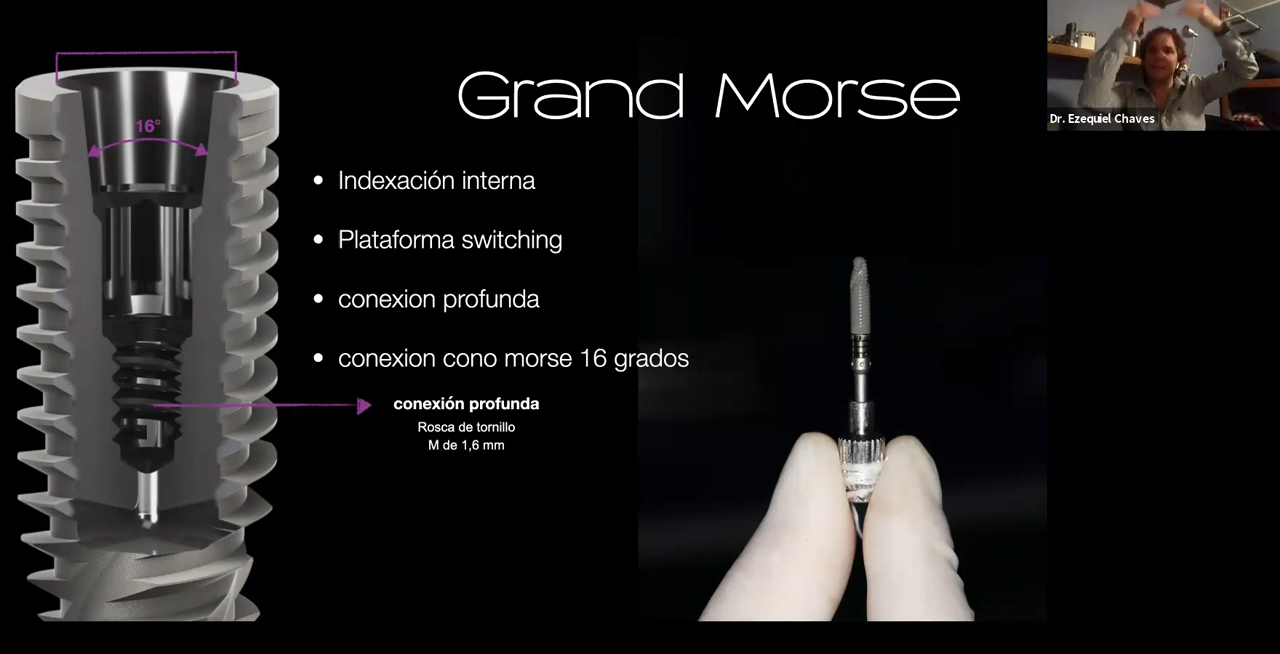 Grand Morse
Dr. Ezequiel Chaves
16°
• Indexación interna
• Plataforma switching
• conexion profunda
• conexion cono morse 16 grados
conexión profunda
Rosca de tornillo
M de 1,6 mm